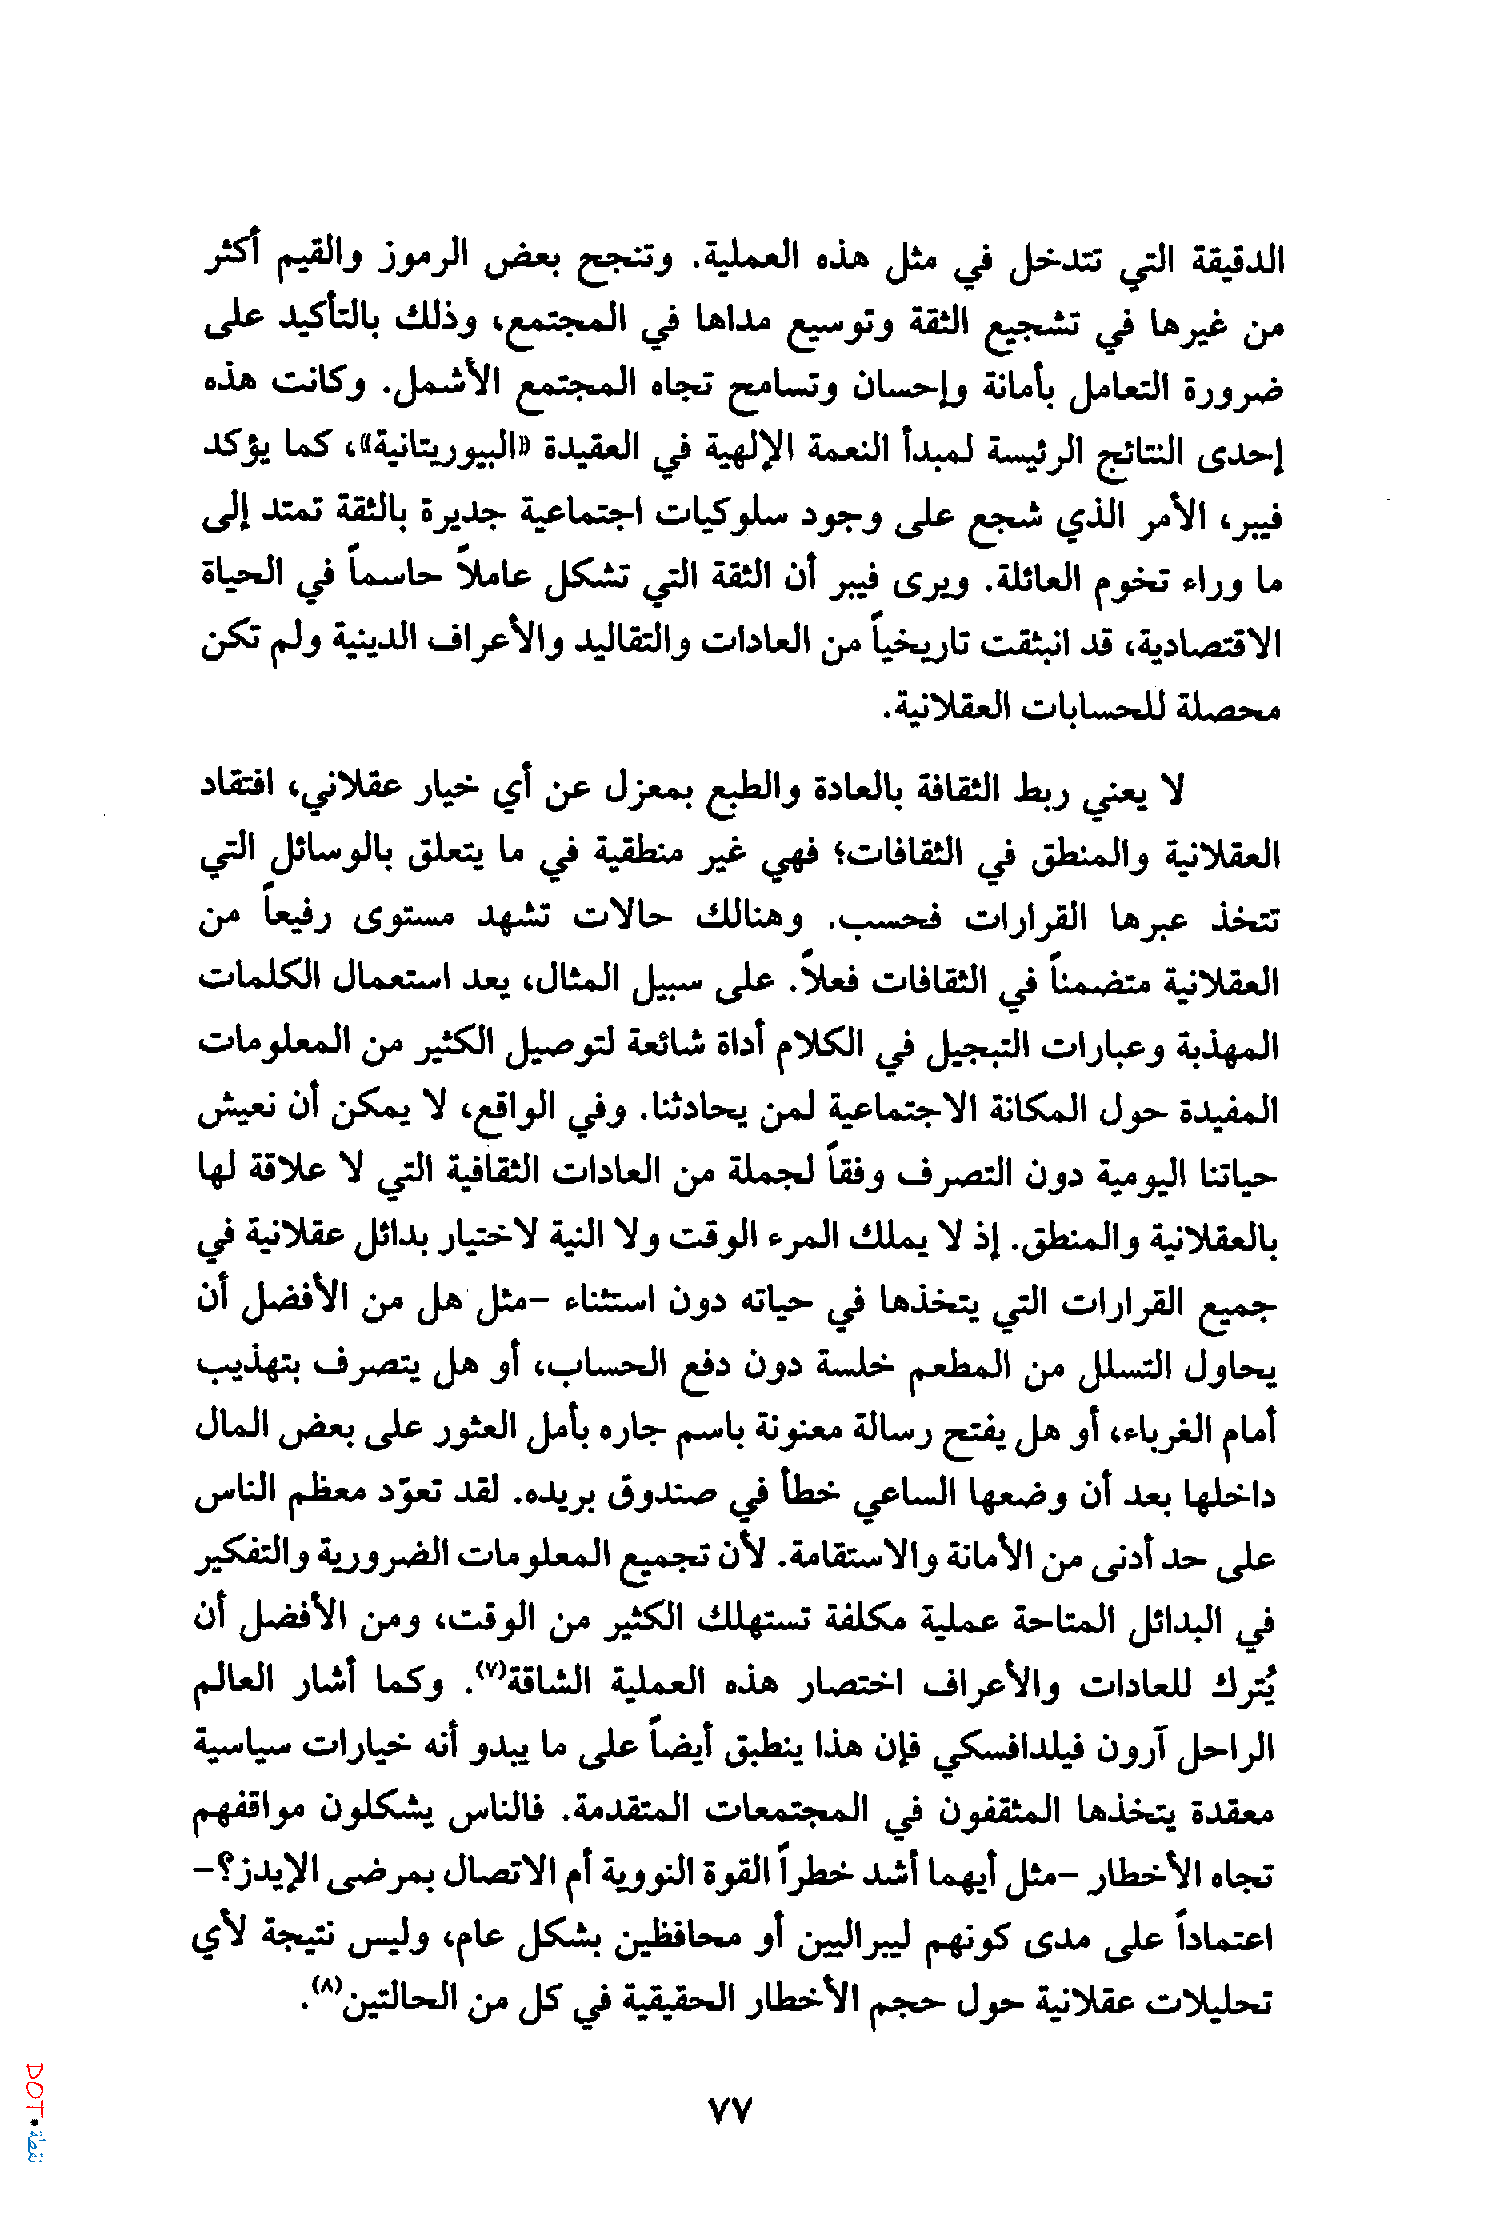 الدقيقة التي تتدخل في مثل هذه العملية. وتنجح بعض الرموز والقيم أكثر
من غيرها في تشجيع الثقة وتوسيع مداها في المجتمع، وذلك بالتأكيد على
ضرورة التعامل بأمانة وإحسان وتسامح تجاه المجتمع الأشمل. وكانت هذه
إحدى النتائج الرئيسة لمبدأ النعمة الإلهية في العقيدة «البيوريتانية»، كما يؤكد
فيبر، الأمر الذي شجع على وجود سلوكيات اجتماعية جديرة بالثقة تمتد إلى
ما وراء تخوم العائلة. ويرى فيبر أن الثقة التي تشكل عاملاً حاسماً في الحياة
الاقتصادية، قد انبثقت تاريخياً من العادات والتقاليد والأعراف الدينية ولم تكن
محصلة للحسابات العقلانية.
لا يعني ربط الثقافة بالعادة والطبع بمعزل عن أي خيار عقلاني، افتقاد
العقلانية والمنطق في الثقافات؛ فهي غير منطقية في ما يتعلق بالوسائل التي
تتخذ عبرها القرارات فحسب. وهنالك حالات تشهد مستوى رفيعاً من
العقلانية متضمناً في الثقافات فعلاً. على سبيل المثال، يعد استعمال الكلمات
المهذبة وعبارات التبجيل في الكلام أداة شائعة لتوصيل الكثير من المعلومات
المفيدة حول المكانة الاجتماعية لمن يحادثنا. وفي الواقع، لا يمكن أن نعيش
حياتنا اليومية دون التصرف وفقاً لجملة من العادات الثقافية التي لا علاقة لها
بالعقلانية والمنطق. إذ لا يملك المرء الوقت ولا النية لاختيار بدائل عقلانية في
جميع القرارات التي يتخذها في حياته دون استثناء -مثل هل من الأفضل أن
يحاول التسلل من المطعم خلسة دون دفع الحساب، أو هل يتصرف بتهذيب
أمام الغرباء، أو هل يفتح رسالة معنونة باسم جاره بأمل العثور على بعض المال
داخلها بعد أن وضعها الساعي خطأ في صندوق بريده. لقد تعوّد معظم الناس
على حد أدنى من الأمانة والاستقامة. لأن تجميع المعلومات الضرورية والتفكير
في البدائل المتاحة عملية مكلفة تستهلك الكثير من الوقت، ومن الأفضل أن
يُترك للعادات والأعراف اختصار هذه العملية الشاقة(٧). وكما أشار العالم
الراحل آرون فيلدافسكي فإن هذا ينطبق أيضاً على ما يبدو أنه خيارات سياسية
معقدة يتخذها المثقفون في المجتمعات المتقدمة. فالناس يشكلون مواقفهم
تجاه الأخطار -مثل أيهما أشد خطراً القوة النووية أم الاتصال بمرضى الإيدز؟-
اعتماداً على مدى كونهم ليبراليين أو محافظين بشكل عام، وليس نتيجة لأي
تحليلات عقلانية حول حجم الأخطار الحقيقية في كل من الحالتين(٨).
٧٧
نقطة • DOT